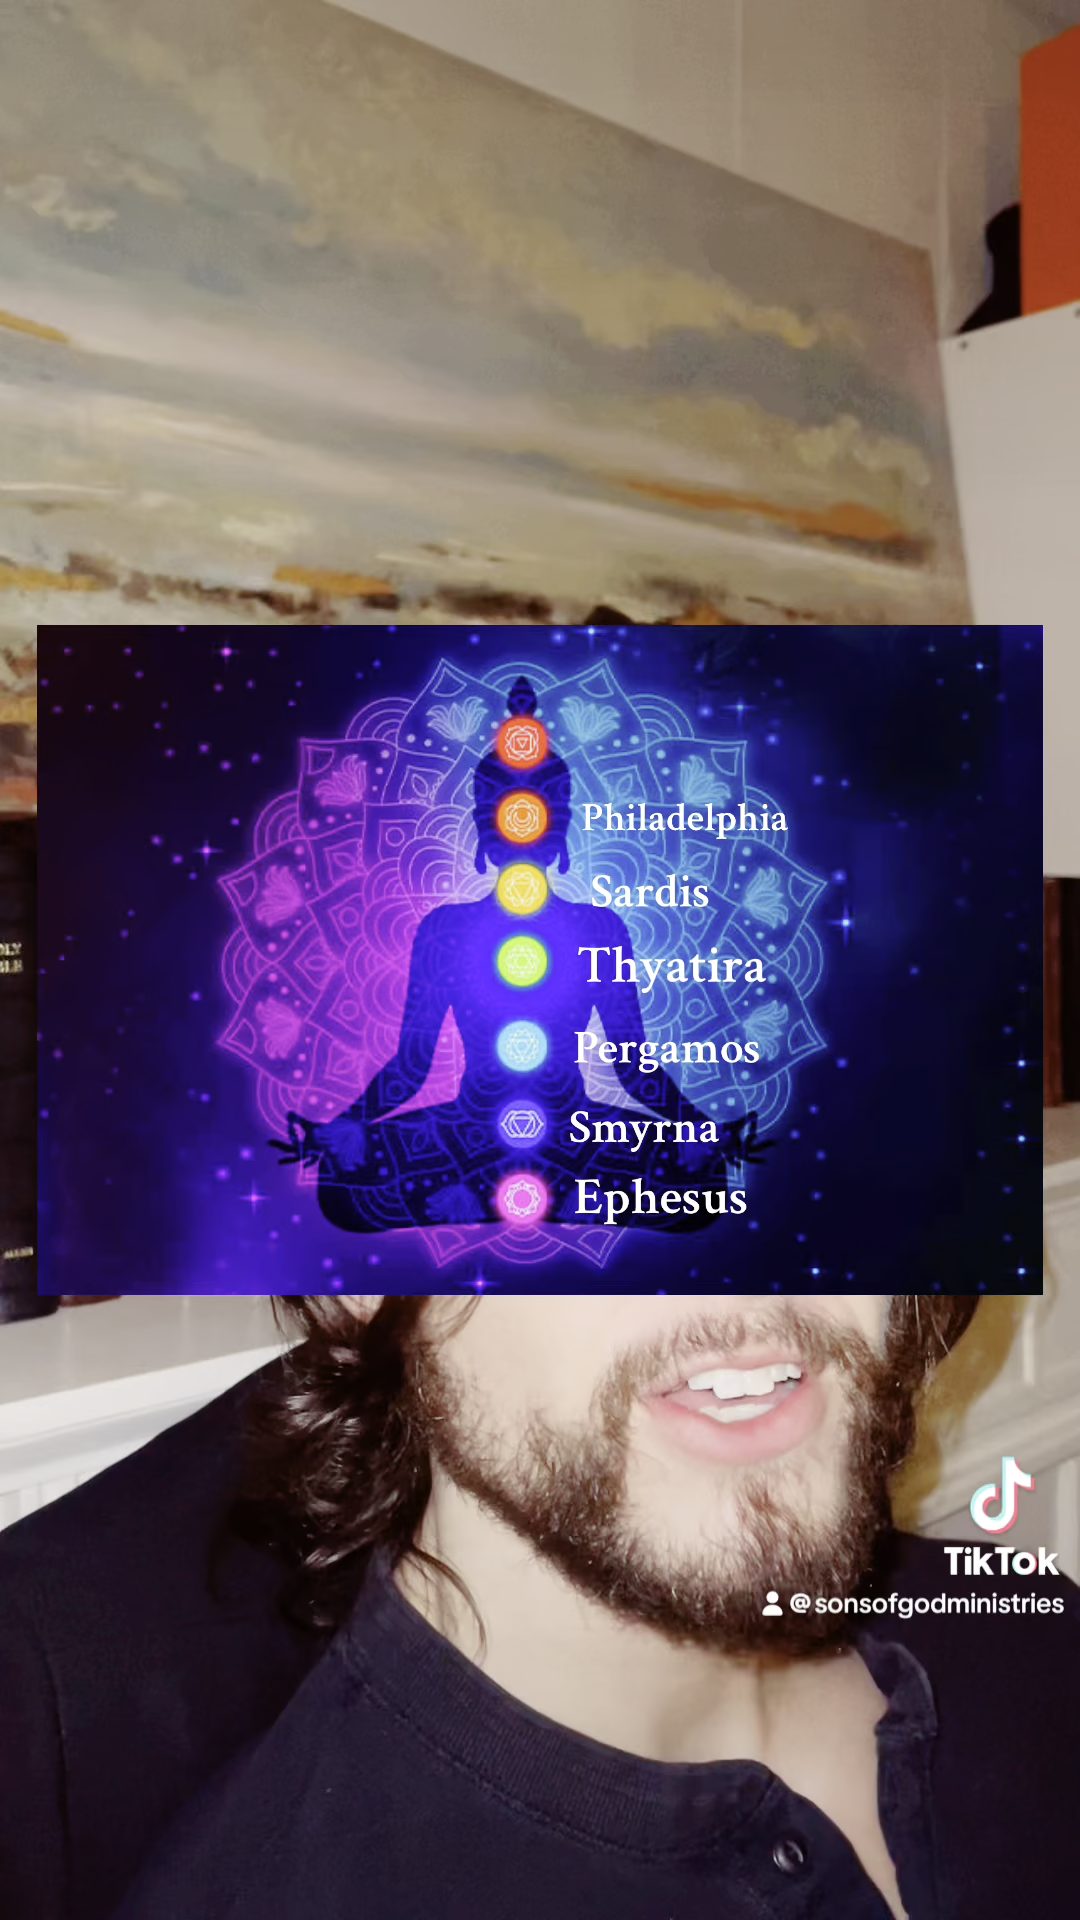 Philadelphia
Sardis
Thyatira
Pergamos
Smyrna
Ephesus
TikTok
@sonsofgodministries